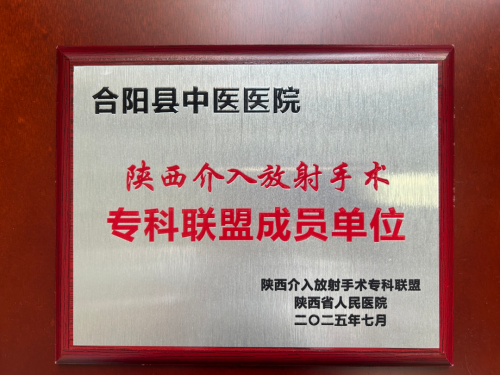 合阳县中医医院
陕西介入放射手术
专科联盟成员单位
陕西介入放射手术专科联盟
陕西省人民医院
二〇二五年七月